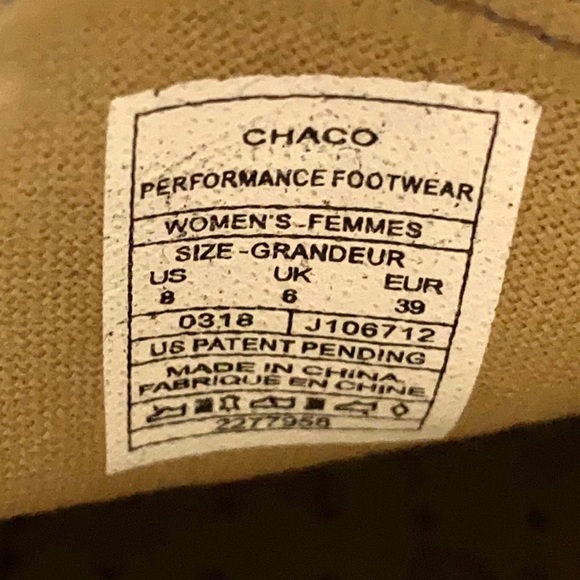 CHACO
PERFORMANCE FOOTWEAR
WOMEN'S-FEMMES
SIZE-GRANDEUR
US UK EUR
8 6 39
0318 J106712
US PATENT PENDING
MADE IN CHINA
FABRIQUE EN CHINE
2277958